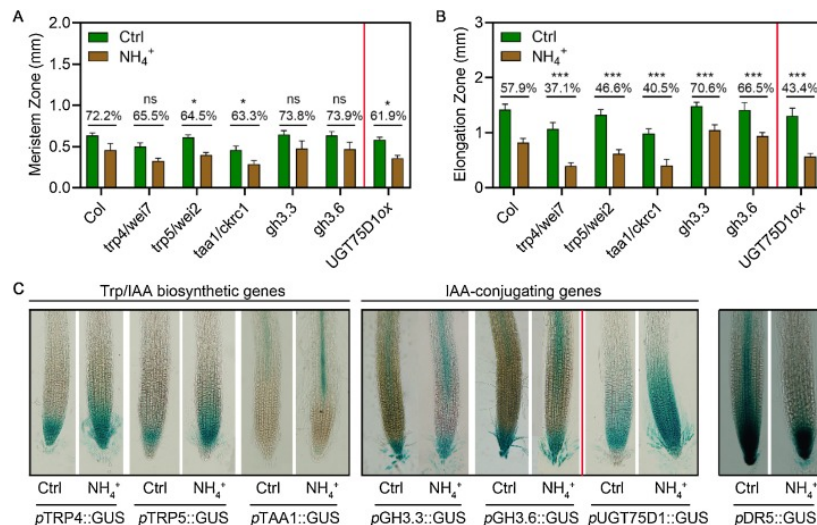 A
Meristem Zone (mm)
2.0
1.5
1.0
0.5
0.0
Ctrl
NH₄⁺
72.2%
ns
65.5%
*
64.5%
*
63.3%
ns
73.8%
ns
73.9%
*
61.9%
Col
trp4/wei7
trp5/wei2
taa1/ckrc1
gh3.3
gh3.6
UGT75D1ox
B
Elongation Zone (mm)
3
2
1
0
Ctrl
NH₄⁺
57.9%
***
37.1%
***
46.6%
***
40.5%
***
70.6%
***
66.5%
***
43.4%
Col
trp4/wei7
trp5/wei2
taa1/ckrc1
gh3.3
gh3.6
UGT75D1ox
C
Trp/IAA biosynthetic genes
IAA-conjugating genes
Ctrl NH₄⁺ Ctrl NH₄⁺ Ctrl NH₄⁺ Ctrl NH₄⁺ Ctrl NH₄⁺ Ctrl NH₄⁺ Ctrl NH₄⁺
pTRP4::GUS pTRP5::GUS pTAA1::GUS pGH3.3::GUS pGH3.6::GUS pUGT75D1::GUS pDR5::GUS